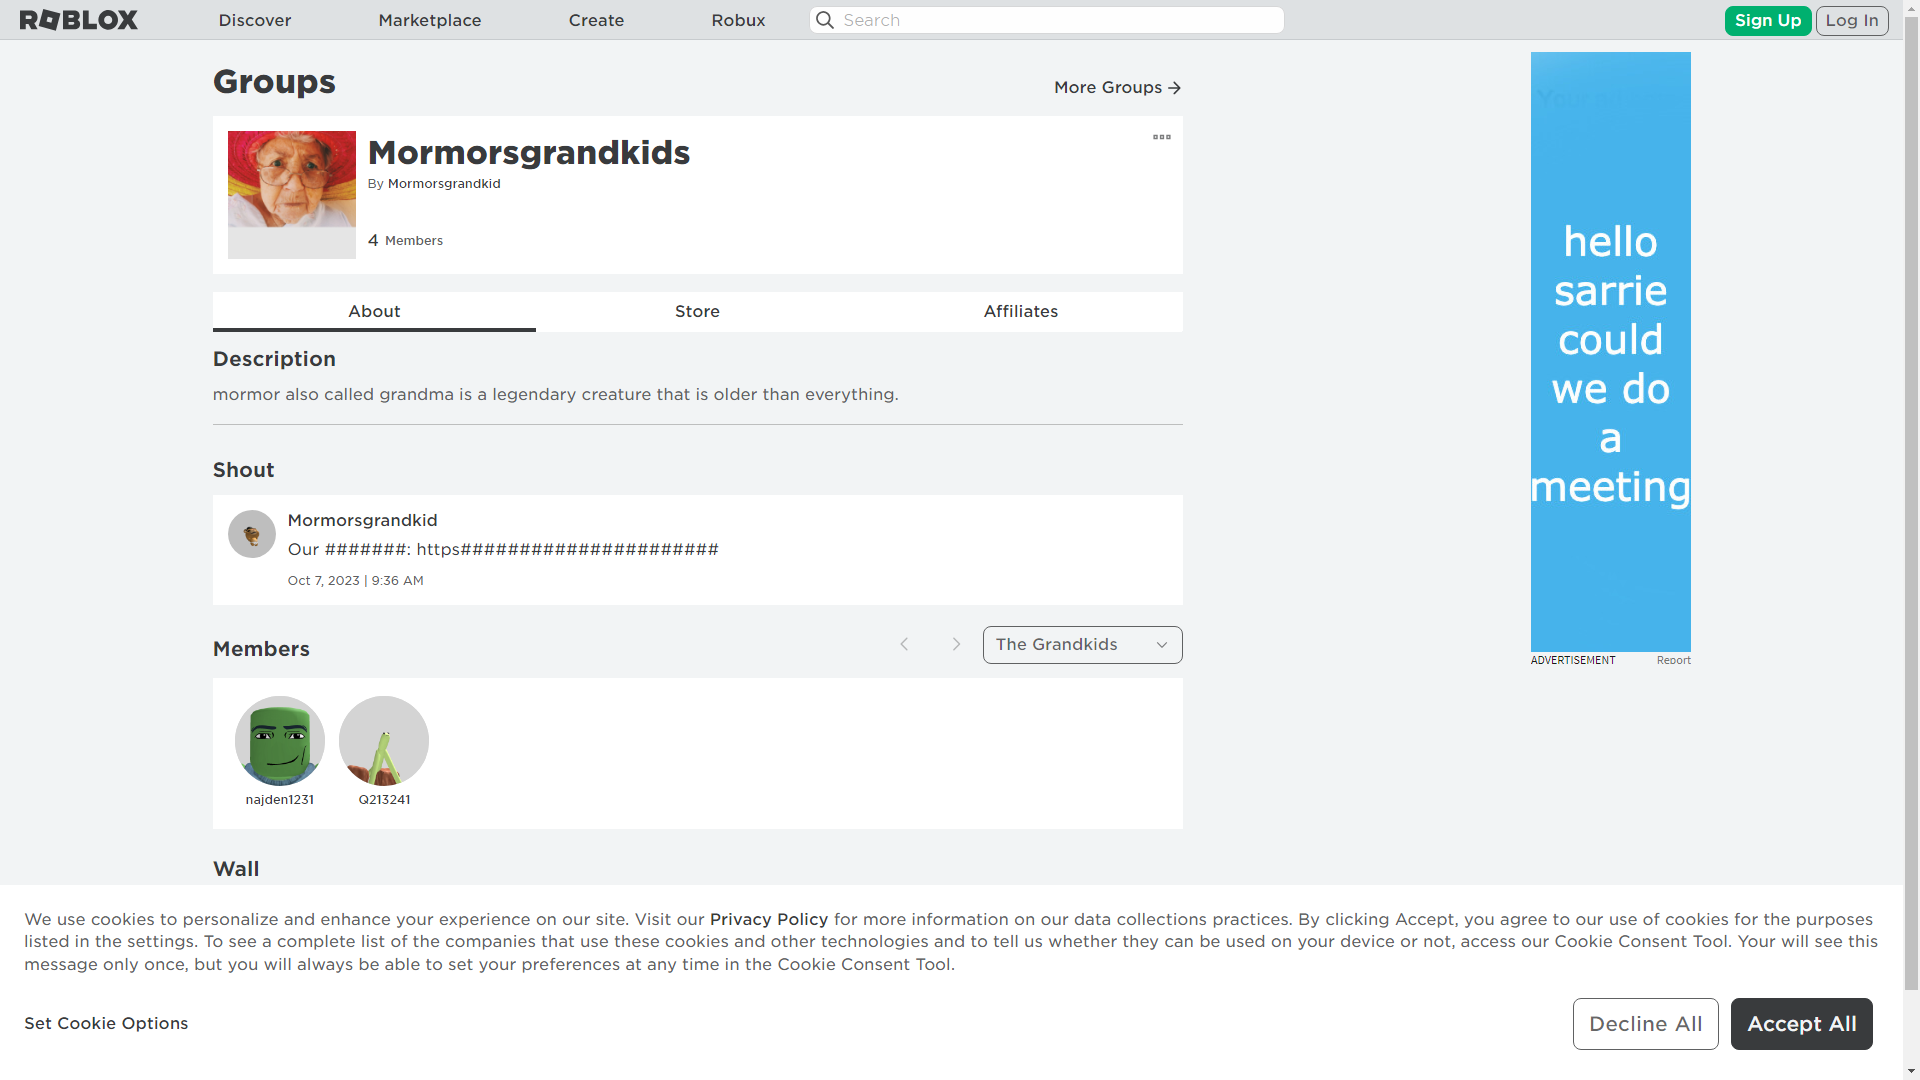 ROBLOX
Discover
Marketplace
Create
Robux
Search
Sign Up
Log In
Groups
More Groups
Mormorsgrandkids
By Mormorsgrandkid
4 Members
About
Store
Affiliates
Description
mormor also called grandma is a legendary creature that is older than everything.
Shout
Mormorsgrandkid
Our #######: https######################
Oct 7, 2023 | 9:36 AM
Members
The Grandkids
najden1231
Q213241
Wall
hello
sarrie
could
we do
a
meeting
ADVERTISEMENT
Report
We use cookies to personalize and enhance your experience on our site. Visit our Privacy Policy for more information on our data collections practices. By clicking Accept, you agree to our use of cookies for the purposes
listed in the settings. To see a complete list of the companies that use these cookies and other technologies and to tell us whether they can be used on your device or not, access our Cookie Consent Tool. Your will see this
message only once, but you will always be able to set your preferences at any time in the Cookie Consent Tool.
Set Cookie Options
Decline All
Accept All